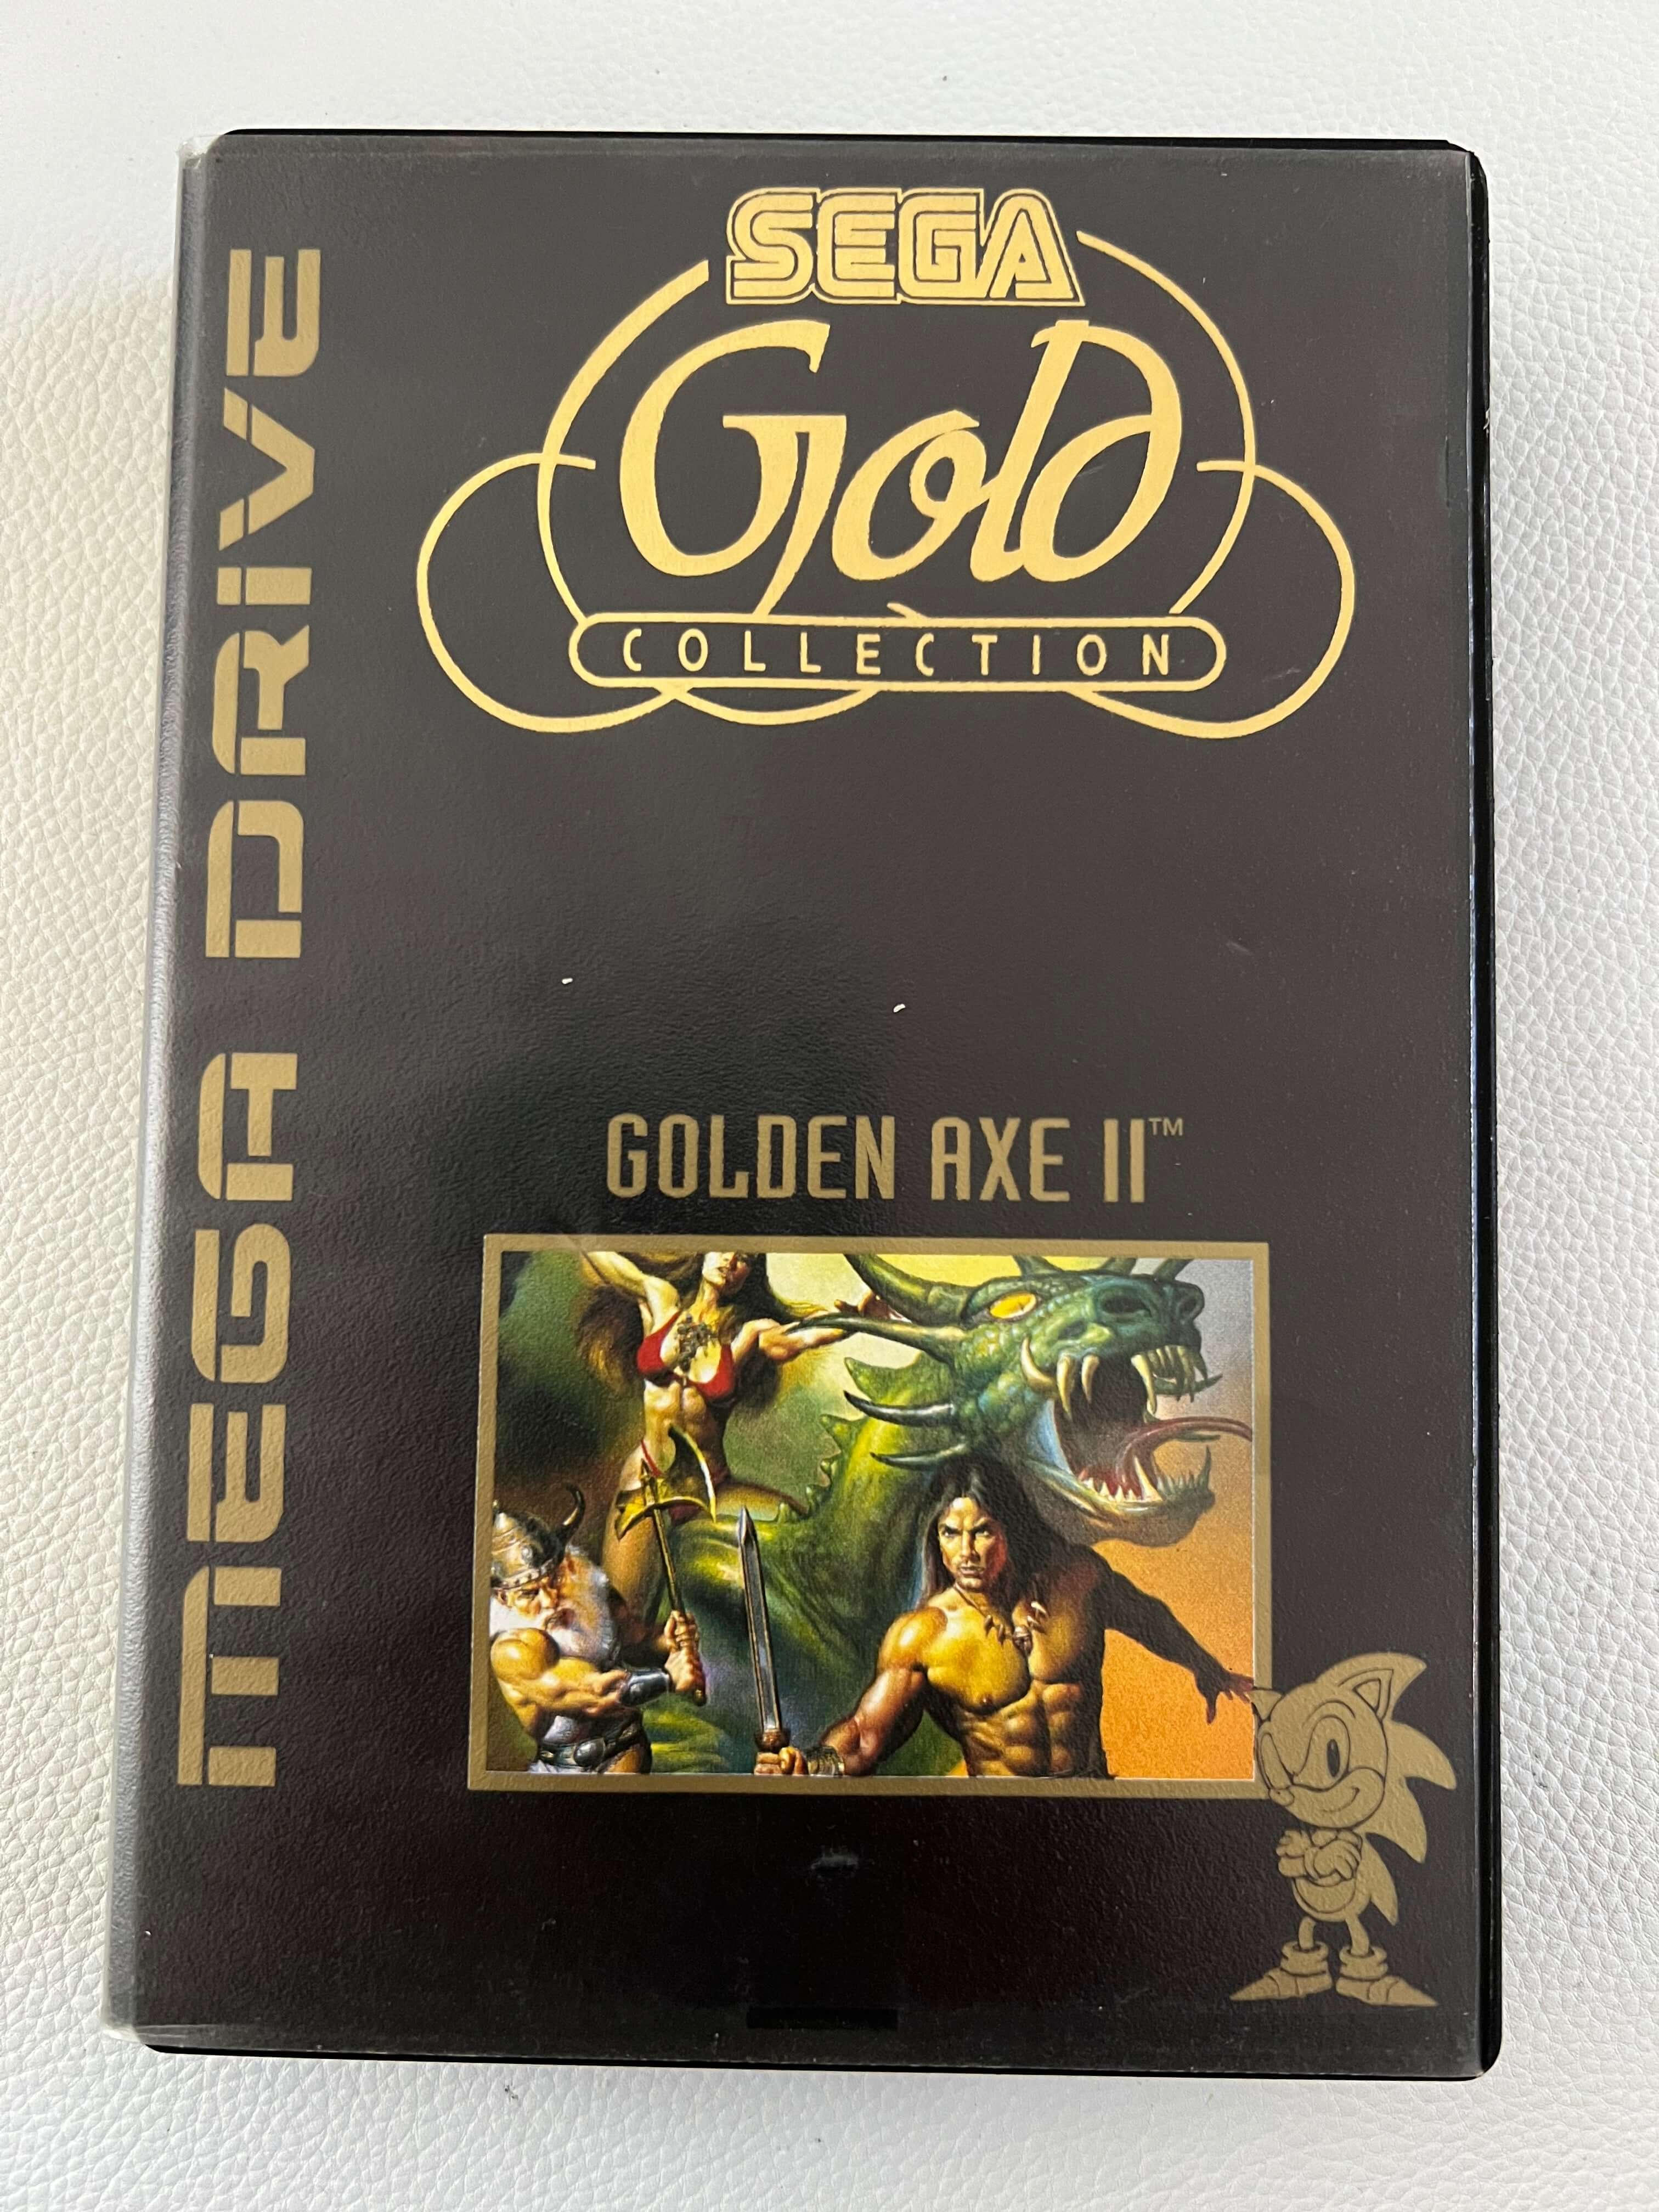 SEGA
Gold
COLLECTION
MEGA DRIVE
GOLDEN AXE II™